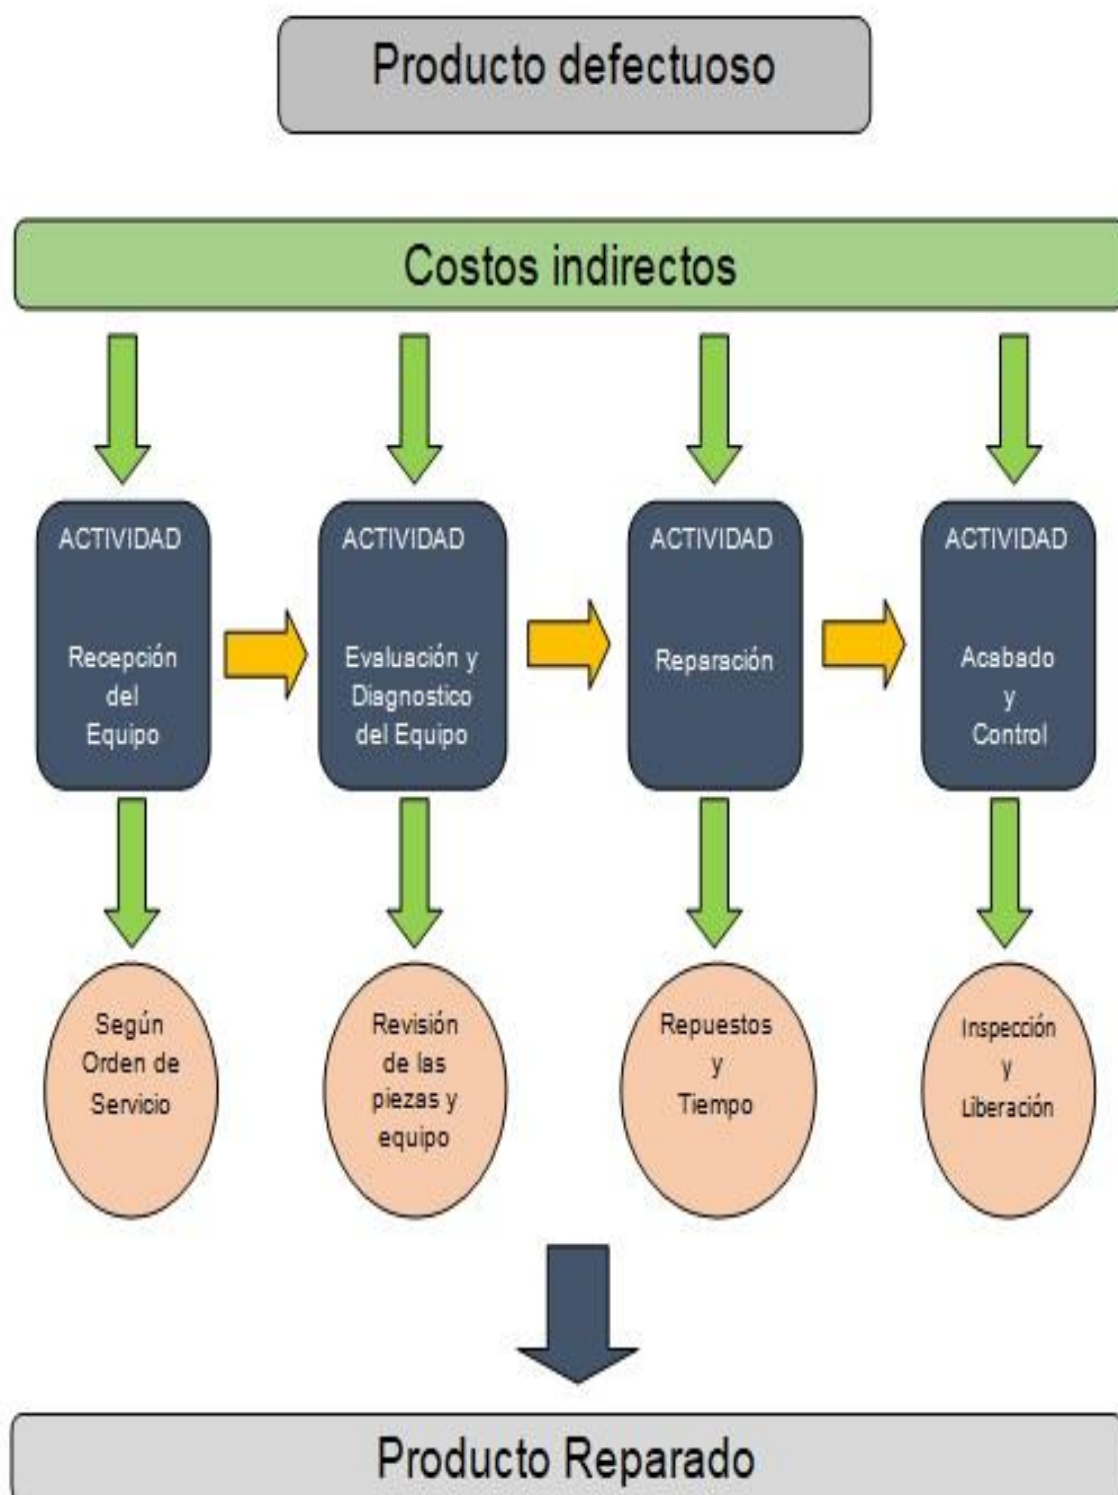 Producto defectuoso
Costos indirectos
ACTIVIDAD
Recepción
del
Equipo
ACTIVIDAD
Evaluación y
Diagnostico
del Equipo
ACTIVIDAD
Reparación
ACTIVIDAD
Acabado
y
Control
Según
Orden de
Servicio
Revisión
de las
piezas y
equipo
Repuestos
y
Tiempo
Inspección
y
Liberación
Producto Reparado